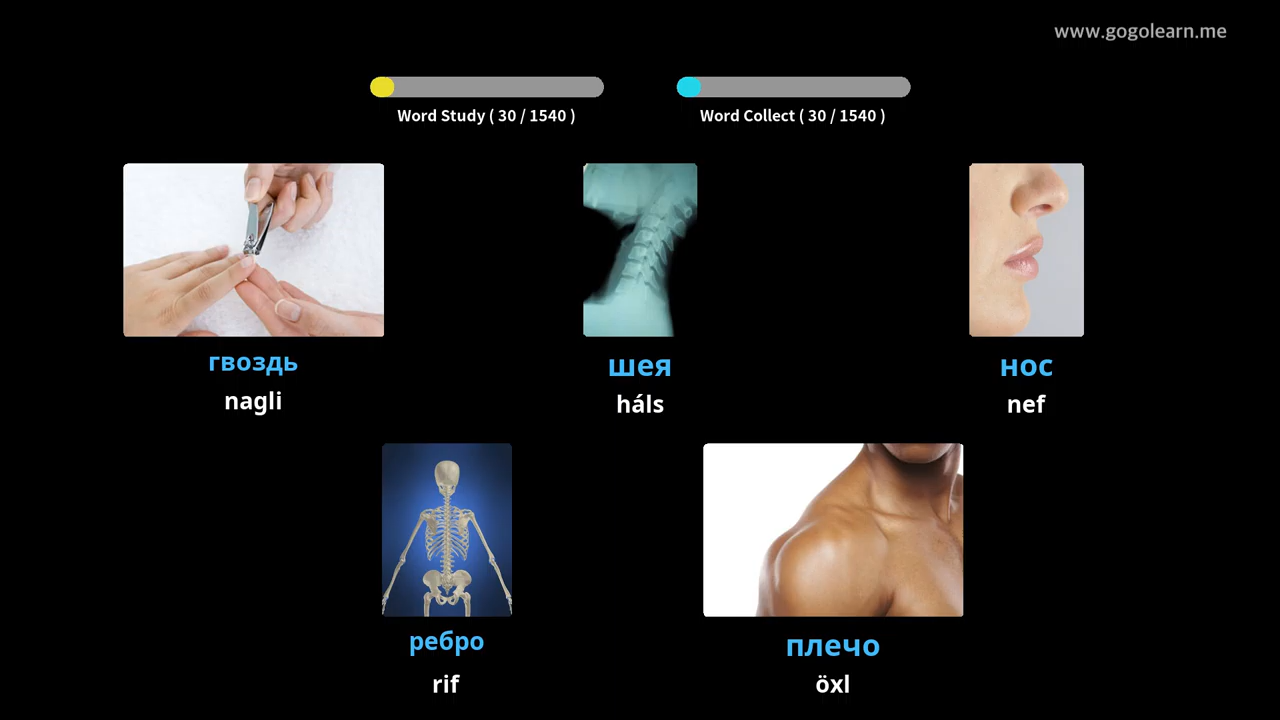 www.gogolearn.me
Word Study ( 30 / 1540 )
Word Collect ( 30 / 1540 )
гвоздь
nagli
шея
háls
нос
nef
ребро
rif
плечо
öxl